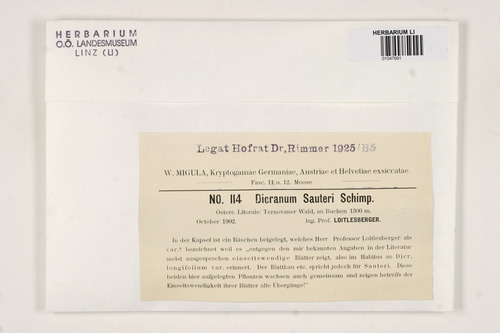 HERBARIUM
O.Ö. LANDESMUSEUM
LINZ (LI)
HERBARIUM LI
01047691
Legat Hofrat Dr,Rimmer 1925/B5
W. MIGULA, Kryptogamae Germaniae, Austriae et Helvetiae exsiccatae
Fasc. 11 u. 12. Moose
NO. 114 Dicranum Sauteri Schimp.
Österr. Litorale: Ternovaner Wald, an Buchen 1300 m.
October 1902. leg. Prof. LOITLESBERGER.
In der Kapsel ist ein Räschen beigelegt, welches Herr Professor Loitlesberger als
var.? bezeichnet weil es „entgegen den mir bekannten Angaben in der Literatur
meist ausgesprochen einseitswendige Blätter zeigt, also im Habitus an Dicr.
longifolium var. erinnert. Der Blattbau etc. spricht jedoch für Sauteri. Diese
beiden hier aufgelegten Pflanzen wachsen auch gemeinsam und zeigen betreffs der
Einseitswendigkeit ihrer Blätter alle Übergänge!"